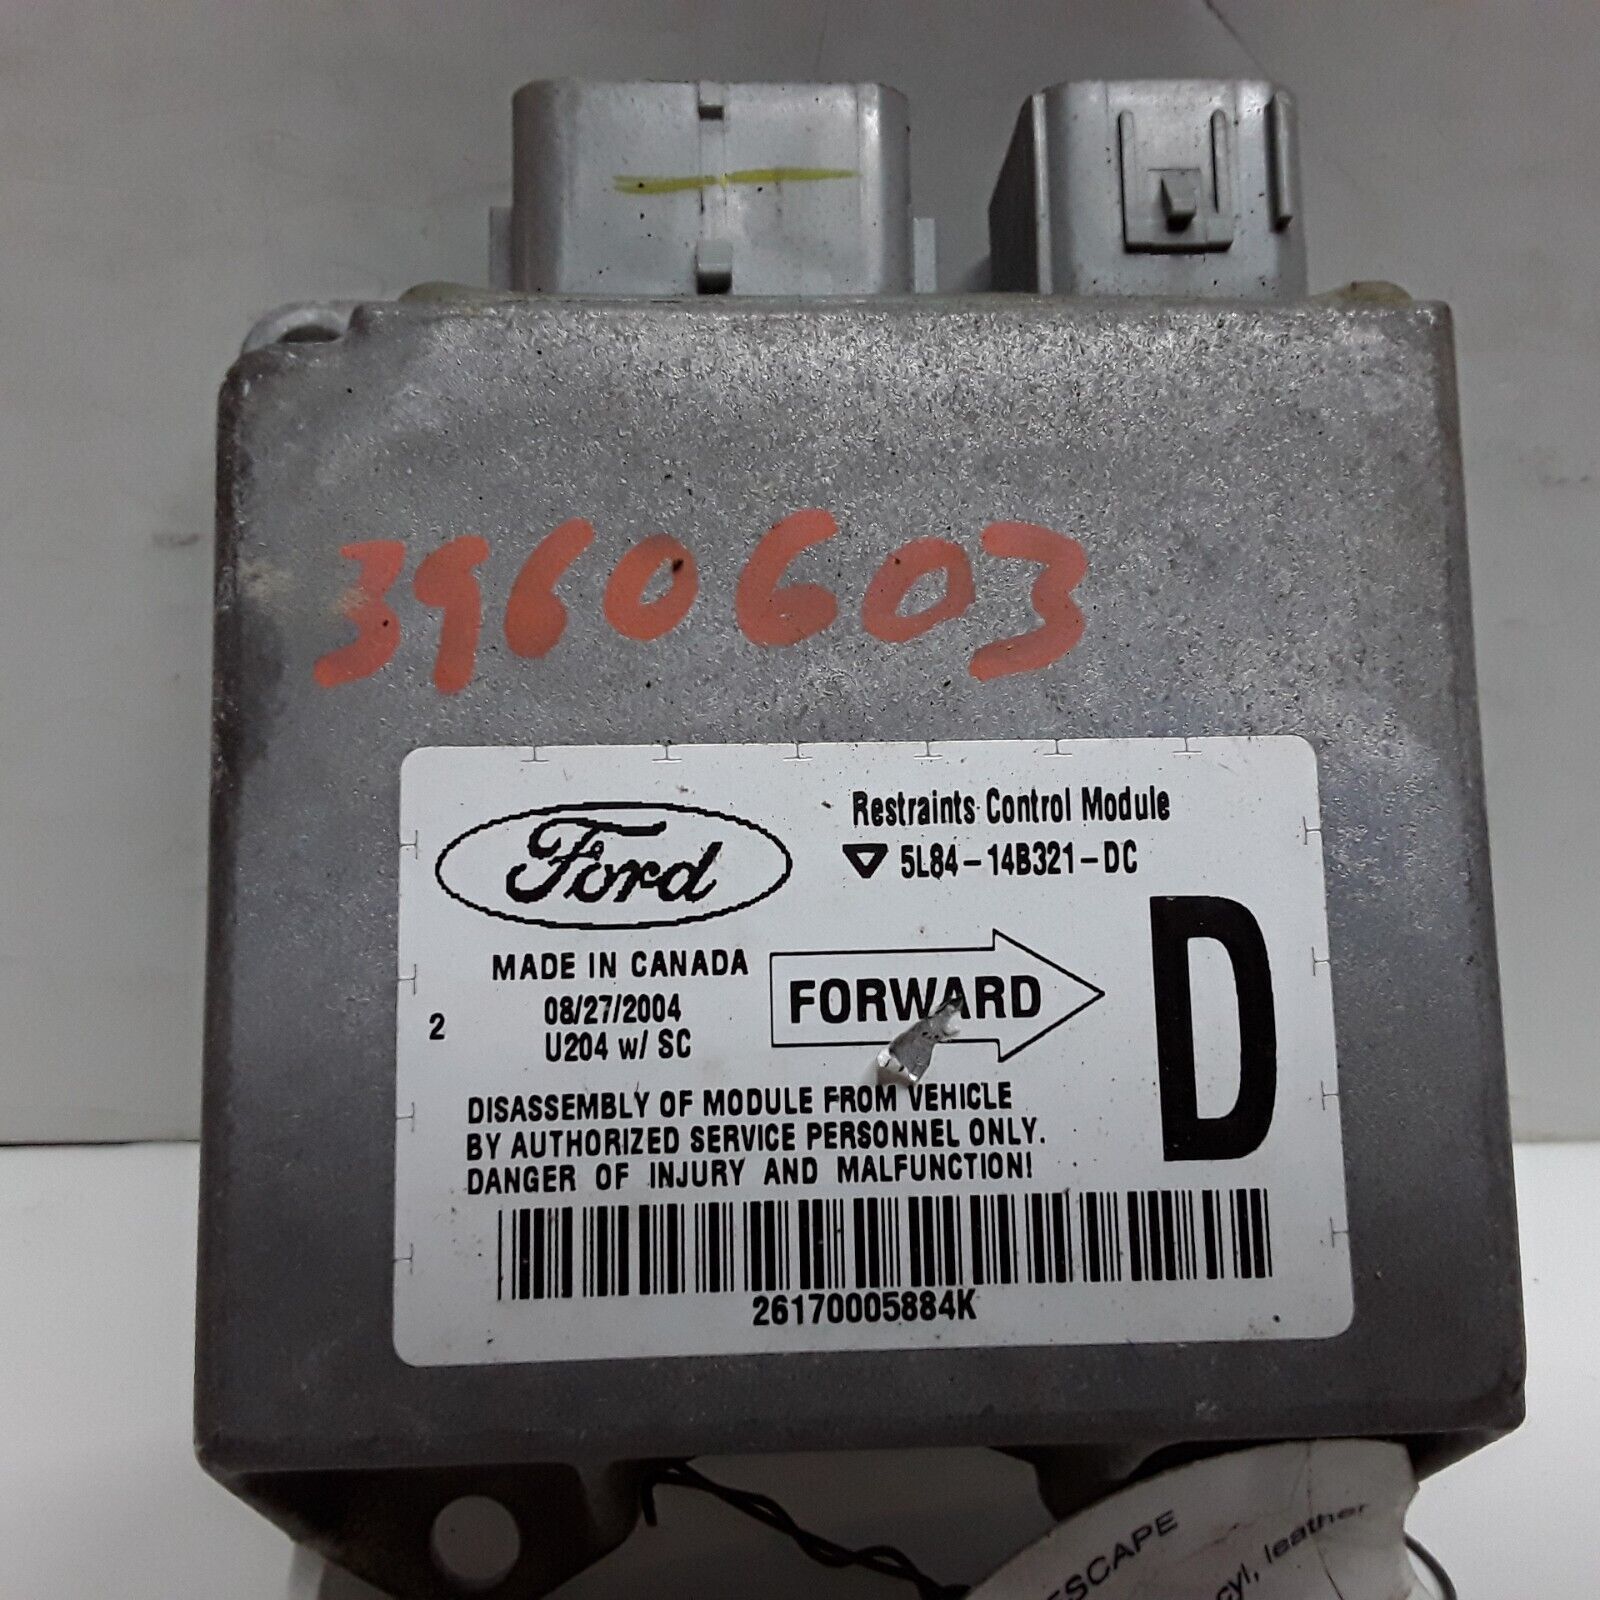 3960603
Ford
Restraints Control Module
5L84-14B321-DC
MADE IN CANADA
08/27/2004
2
U204 w/ SC
FORWARD
D
DISASSEMBLY OF MODULE FROM VEHICLE
BY AUTHORIZED SERVICE PERSONNEL ONLY.
DANGER OF INJURY AND MALFUNCTION!
26170005884K
ESCAPE
cyl, leather